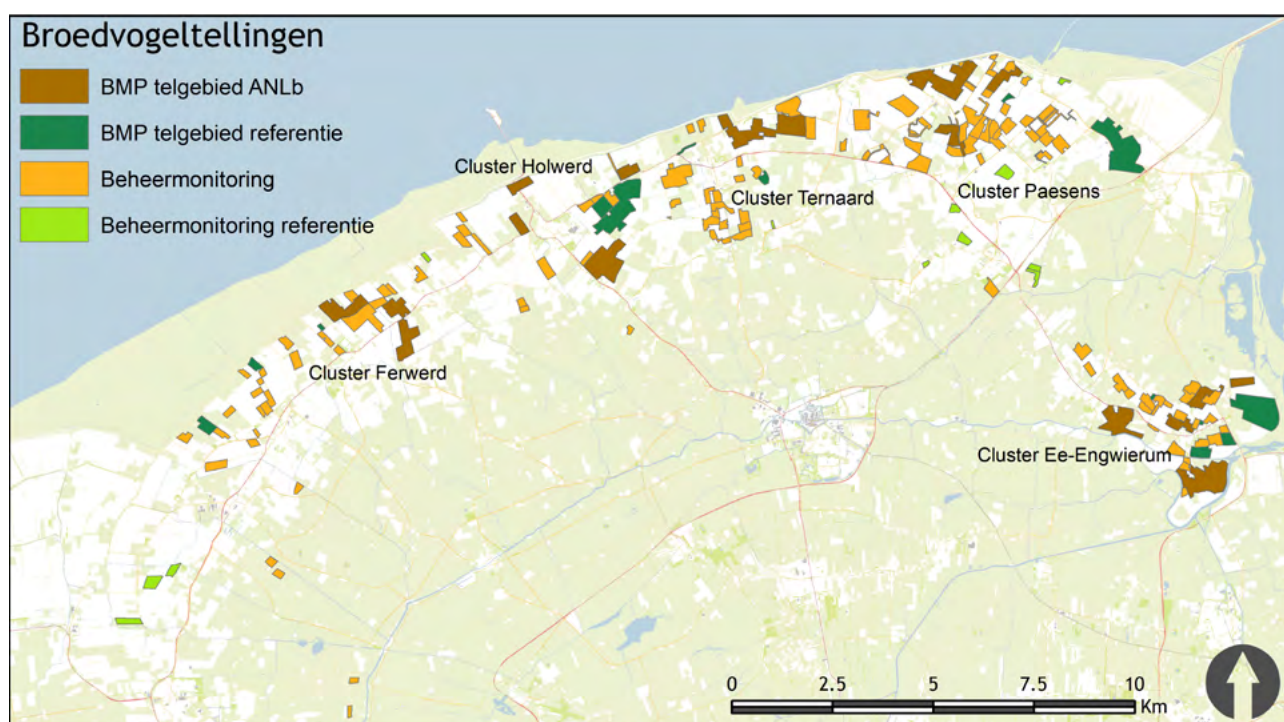 Broedvogeltellingen
BMP telgebied ANLb
BMP telgebied referentie
Beheermonitoring
Beheermonitoring referentie
Cluster Holwerd
Cluster Ternaard
Cluster Paesens
Cluster Ferwerd
Cluster Ee-Engwierum
0 2.5 5 7.5 10
Km